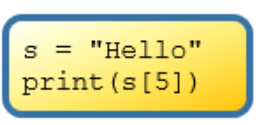 s = "Hello"
print(s[5])